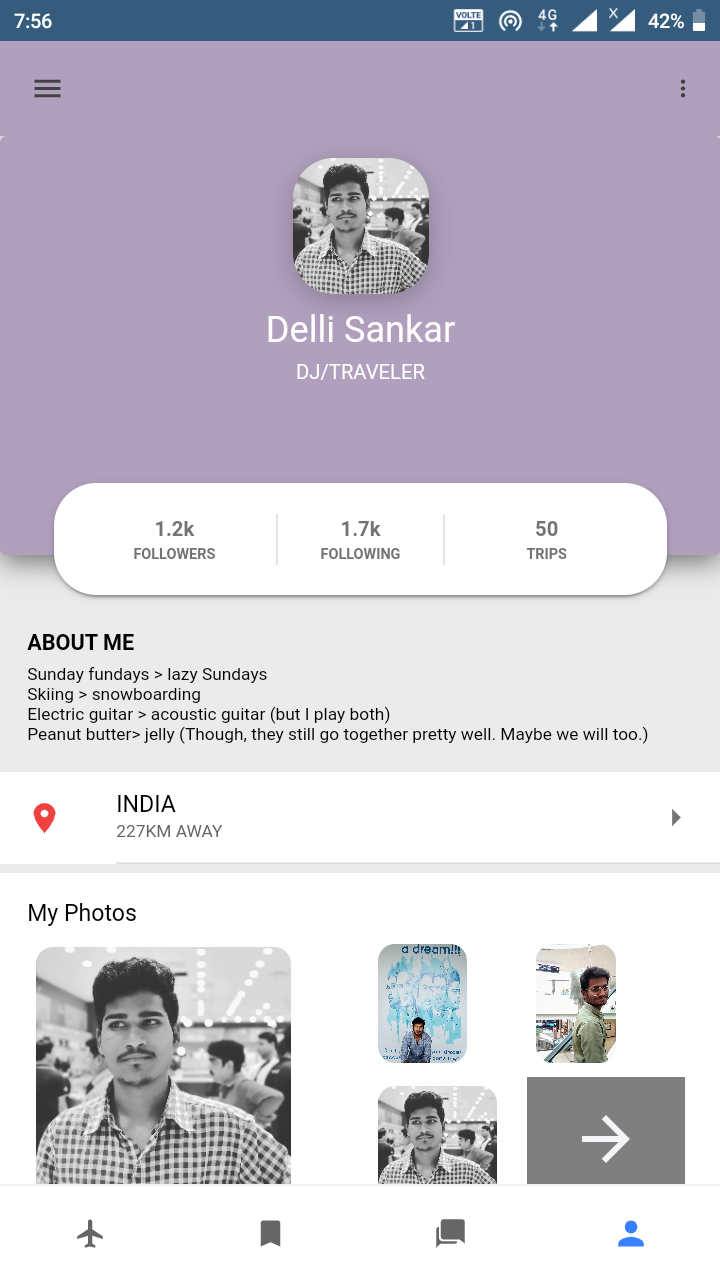 7:56
VOLTE
1
4G
X
42%
Delli Sankar
DJ/TRAVELER
1.2k
1.7k
50
FOLLOWERS
FOLLOWING
TRIPS
ABOUT ME
Sunday fundays > lazy Sundays
Skiing > snowboarding
Electric guitar > acoustic guitar (but I play both)
Peanut butter> jelly (Though, they still go together pretty well. Maybe we will too.)
INDIA
227KM AWAY
My Photos
a dream!!!